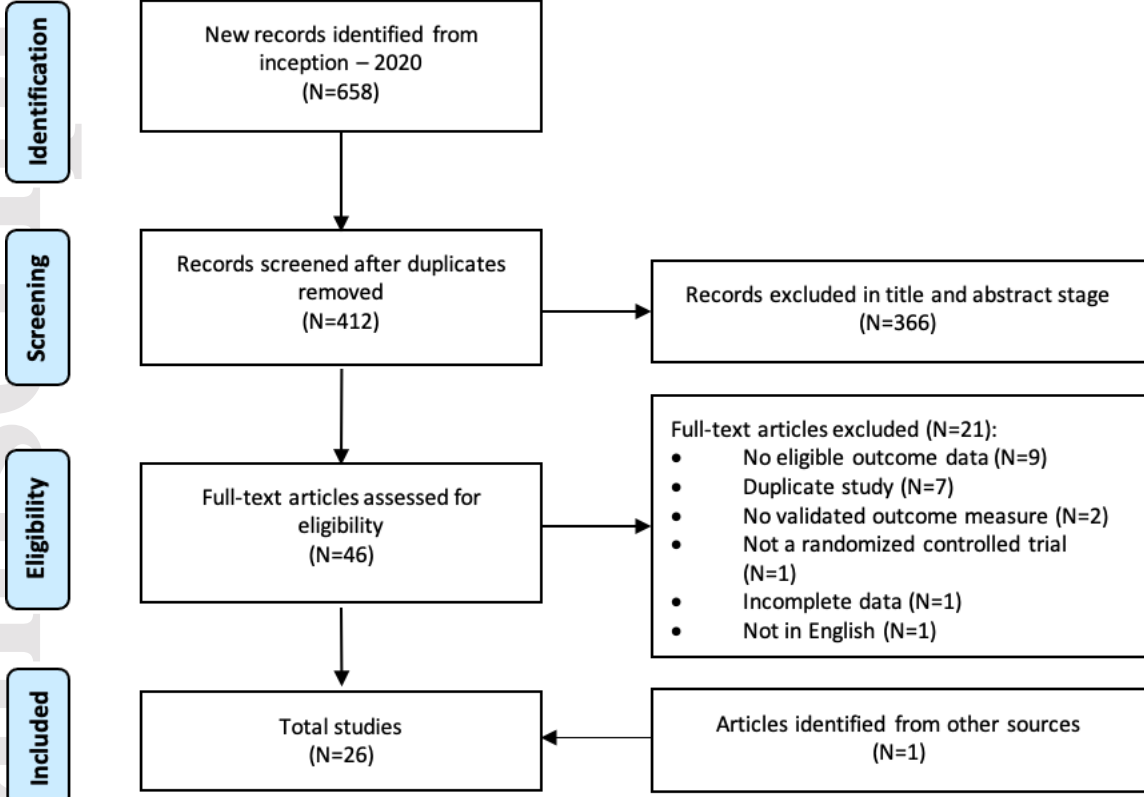 Identification
New records identified from
inception – 2020
(N=658)
Screening
Records screened after duplicates
removed
(N=412)
Records excluded in title and abstract stage
(N=366)
Eligibility
Full-text articles assessed for
eligibility
(N=46)
Full-text articles excluded (N=21):
• No eligible outcome data (N=9)
• Duplicate study (N=7)
• No validated outcome measure (N=2)
• Not a randomized controlled trial
(N=1)
• Incomplete data (N=1)
• Not in English (N=1)
Included
Total studies
(N=26)
Articles identified from other sources
(N=1)